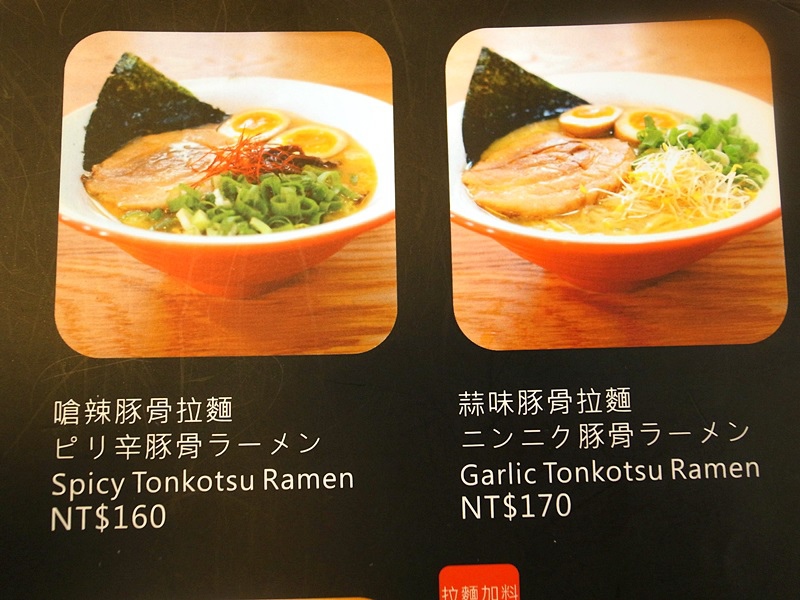 嗆辣豚骨拉麵
ピリ辛豚骨ラーメン
Spicy Tonkotsu Ramen
NT$160
蒜味豚骨拉麵
ニンニク豚骨ラーメン
Garlic Tonkotsu Ramen
NT$170
拉麵加料